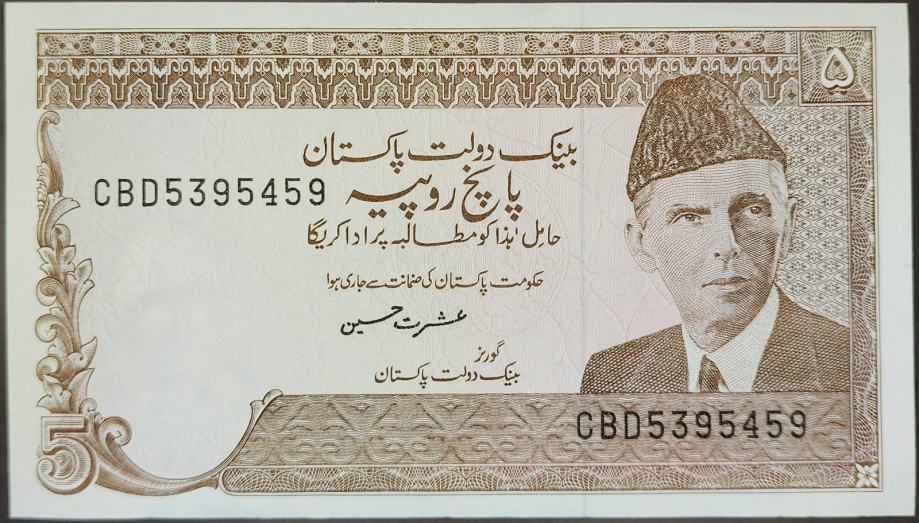 ۵
بینک دولت پاکستان
پانچ روپیہ
CBD5395459
حامل ہٰذا کو مطالبہ پر ادا کریگا
حکومت پاکستان کی ضمانت سے جاری ہوا
عشرت حسین
گورنر
بینک دولت پاکستان
CBD5395459
5